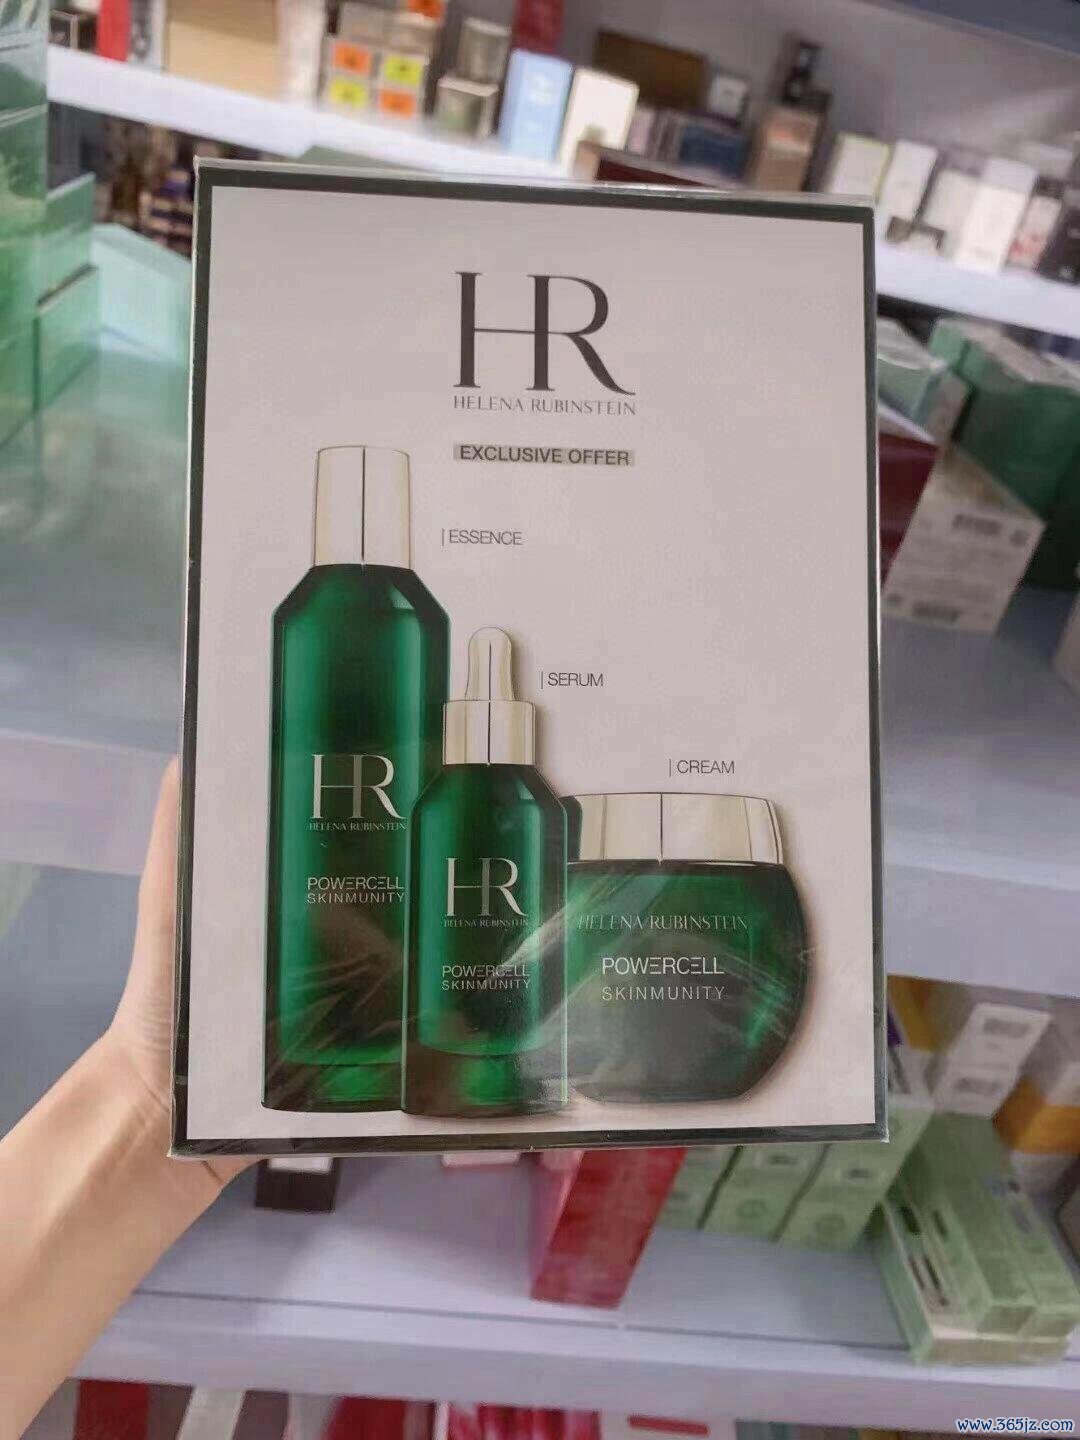 HR
HELENA RUBINSTEIN
EXCLUSIVE OFFER
| ESSENCE
| SERUM
| CREAM
HR
HELENA RUBINSTEIN
POWERCELL
SKINMUNITY
HR
HELENA RUBINSTEIN
POWERCELL
SKINMUNITY
HELENA RUBINSTEIN
POWERCELL
SKINMUNITY
www.365jz.com